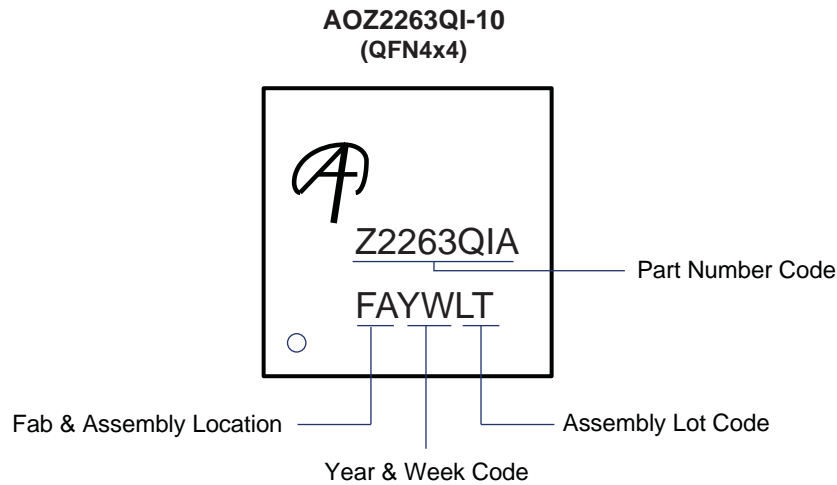 AOZ2263QI-10
(QFN4x4)
Z2263QIA
Part Number Code
FAYWLT
Fab & Assembly Location
Assembly Lot Code
Year & Week Code